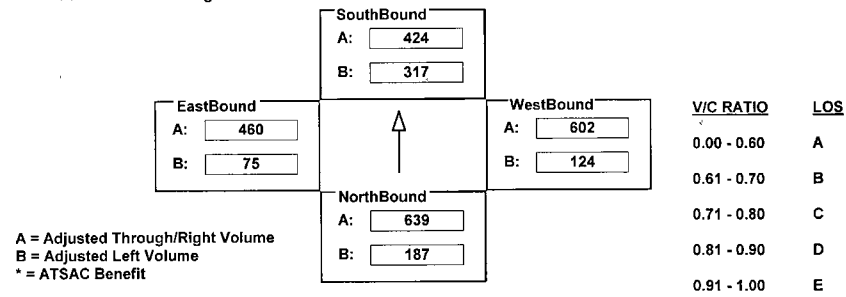 SouthBound
A: 424
B: 317
EastBound
A: 460
B: 75
WestBound
A: 602
B: 124
NorthBound
A: 639
B: 187
A = Adjusted Through/Right Volume
B = Adjusted Left Volume
* = ATSAC Benefit
V/C RATIO LOS
0.00 - 0.60 A
0.61 - 0.70 B
0.71 - 0.80 C
0.81 - 0.90 D
0.91 - 1.00 E